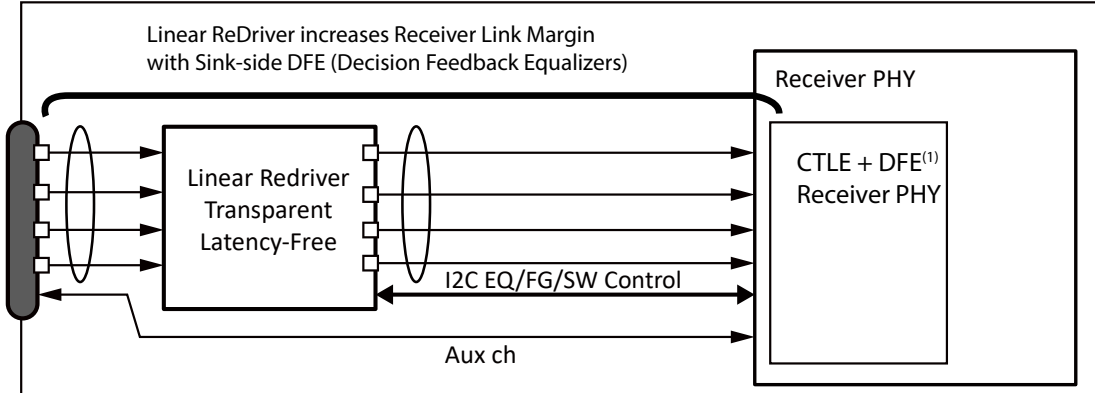 Linear ReDriver increases Receiver Link Margin
with Sink-side DFE (Decision Feedback Equalizers)
Receiver PHY
Linear Redriver
Transparent
Latency-Free
CTLE + DFE(1)
Receiver PHY
I2C EQ/FG/SW Control
Aux ch